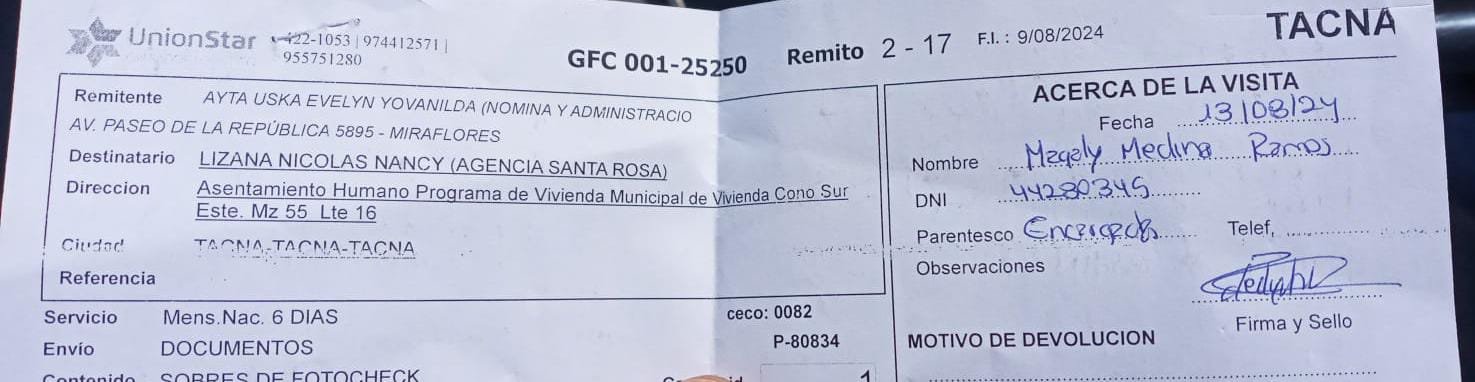 UnionStar 422-1053 | 974412571 |
955751280
GFC 001-25250
Remito 2 - 17 F.I. : 9/08/2024
TACNA
Remitente AYTA USKA EVELYN YOVANILDA (NOMINA Y ADMINISTRACIO
AV. PASEO DE LA REPÚBLICA 5895 - MIRAFLORES
Destinatario LIZANA NICOLAS NANCY (AGENCIA SANTA ROSA)
Direccion Asentamiento Humano Programa de Vivienda Municipal de Vivienda Cono Sur
Este. Mz 55 Lte 16
Ciudad TACNA-TACNA-TACNA
Referencia
Servicio Mens.Nac. 6 DIAS
ceco: 0082
Envío DOCUMENTOS
P-80834
Contenido SOBRES DE FOTOCHECK
1
ACERCA DE LA VISITA
Fecha 13/08/24
Nombre Magaly Medina Ramos
DNI 44280345
Parentesco Encargada Telef,
Observaciones
Firma y Sello
MOTIVO DE DEVOLUCION